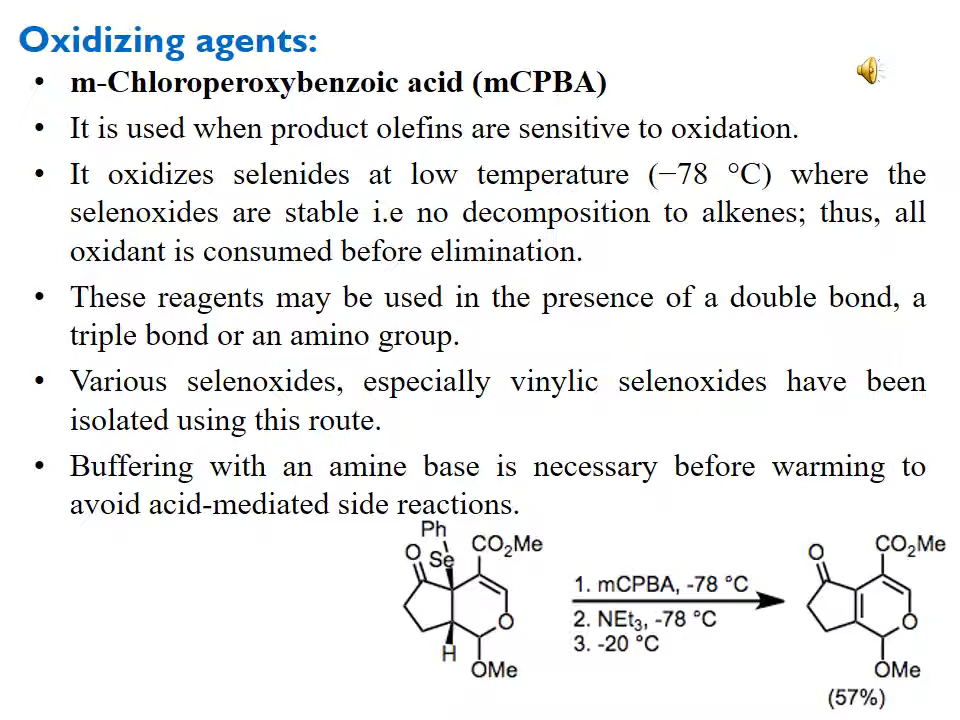 Oxidizing agents:
• m-Chloroperoxybenzoic acid (mCPBA)
• It is used when product olefins are sensitive to oxidation.
• It oxidizes selenides at low temperature (−78 °C) where the
selenoxides are stable i.e no decomposition to alkenes; thus, all
oxidant is consumed before elimination.
• These reagents may be used in the presence of a double bond, a
triple bond or an amino group.
• Various selenoxides, especially vinylic selenoxides have been
isolated using this route.
• Buffering with an amine base is necessary before warming to
avoid acid-mediated side reactions.
Ph
O Se CO₂Me
O
H
OMe
1. mCPBA, -78 °C
2. NEt₃, -78 °C
3. -20 °C
O CO₂Me
O
OMe
(57%)